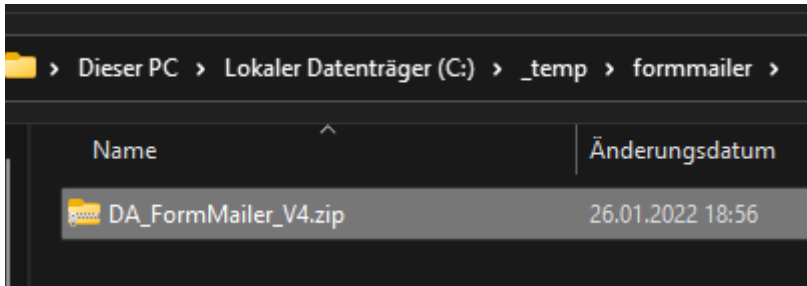 Dieser PC > Lokaler Datenträger (C:) > _temp > formmailer >
Name Änderungsdatum
DA_FormMailer_V4.zip 26.01.2022 18:56